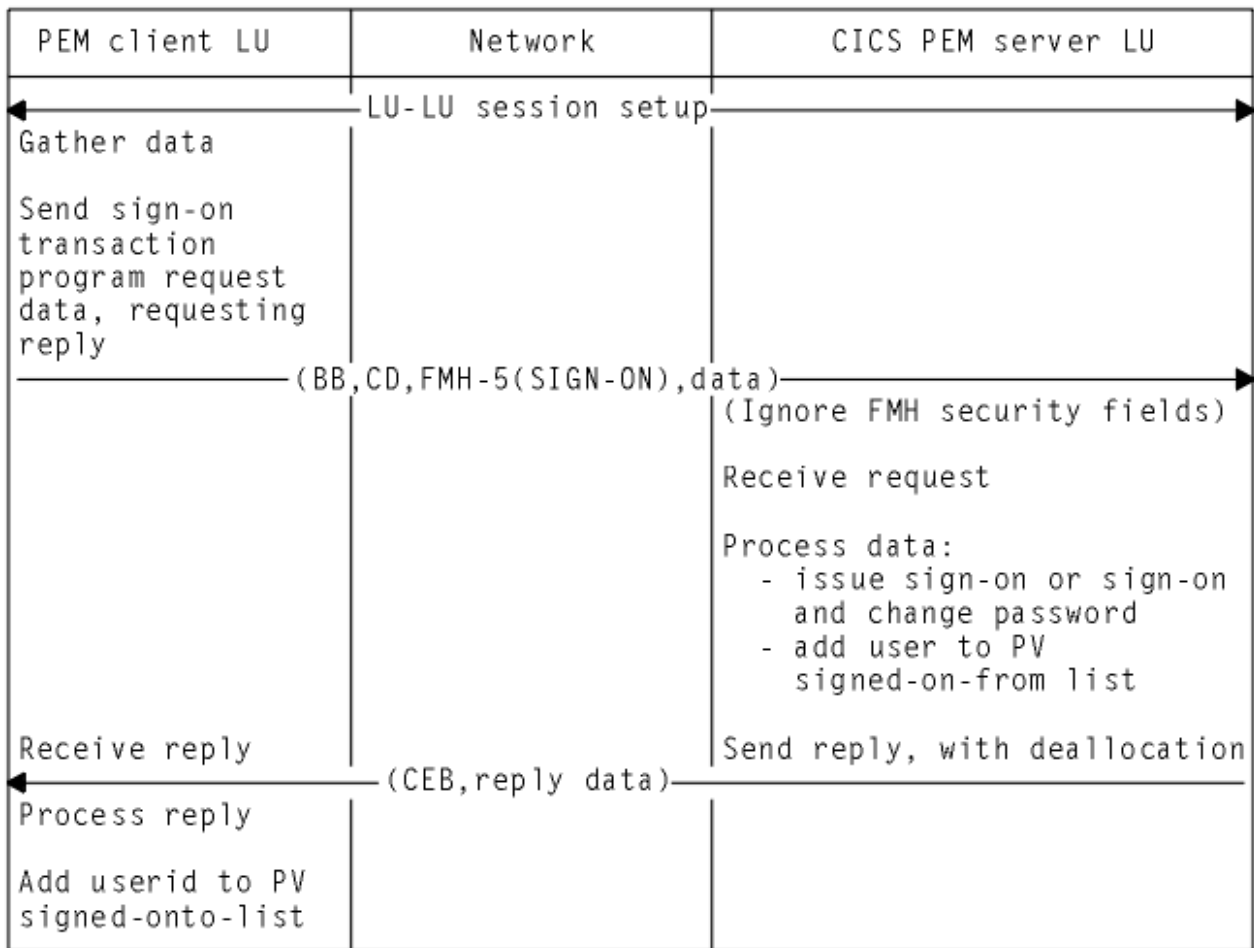 PEM client LU
Network
CICS PEM server LU
LU-LU session setup
Gather data
Send sign-on
transaction
program request
data, requesting
reply
(BB,CD,FMH-5(SIGN-ON),data)
(Ignore FMH security fields)
Receive request
Process data:
- issue sign-on or sign-on
and change password
- add user to PV
signed-on-from list
Receive reply
Send reply, with deallocation
(CEB,reply data)
Process reply
Add userid to PV
signed-onto-list